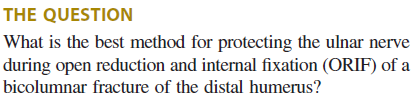 THE QUESTION
What is the best method for protecting the ulnar nerve
during open reduction and internal fixation (ORIF) of a
bicolumnar fracture of the distal humerus?